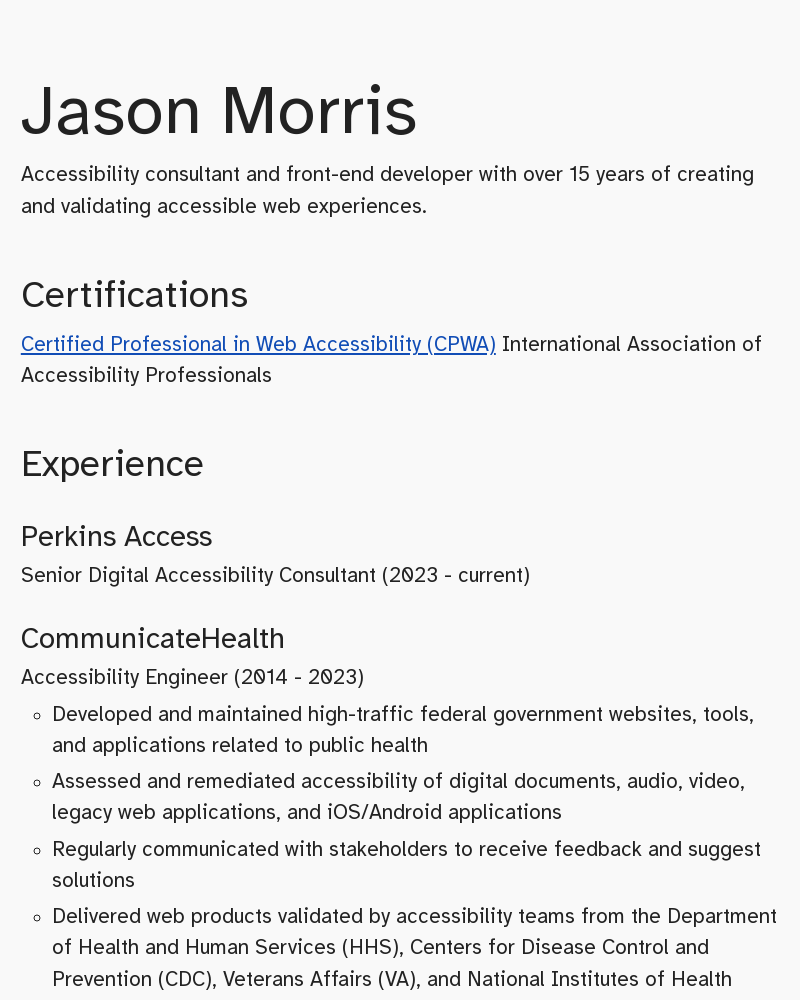 Jason Morris
Accessibility consultant and front-end developer with over 15 years of creating
and validating accessible web experiences.
Certifications
Certified Professional in Web Accessibility (CPWA) International Association of
Accessibility Professionals
Experience
Perkins Access
Senior Digital Accessibility Consultant (2023 - current)
CommunicateHealth
Accessibility Engineer (2014 - 2023)
Developed and maintained high-traffic federal government websites, tools,
and applications related to public health
Assessed and remediated accessibility of digital documents, audio, video,
legacy web applications, and iOS/Android applications
Regularly communicated with stakeholders to receive feedback and suggest
solutions
Delivered web products validated by accessibility teams from the Department
of Health and Human Services (HHS), Centers for Disease Control and
Prevention (CDC), Veterans Affairs (VA), and National Institutes of Health